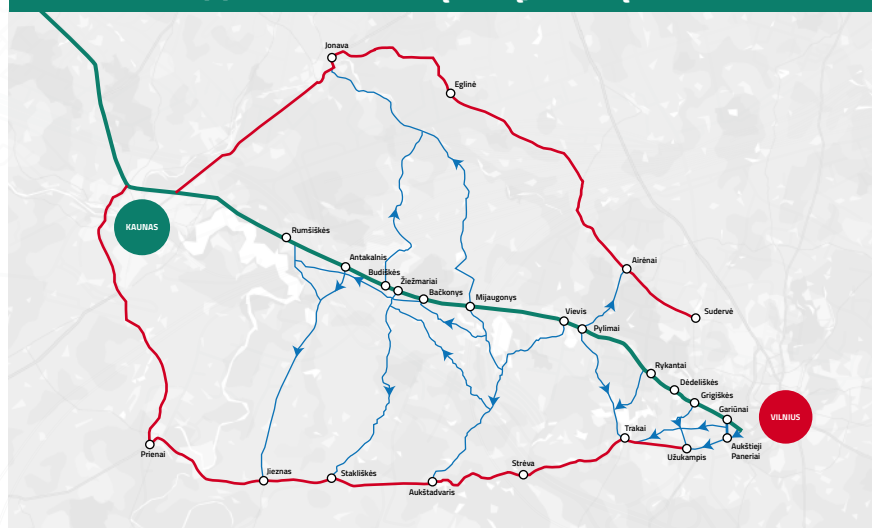 Jonava
Eglinė
KAUNAS
Rumšiškės
Antakalnis
Airėnai
Budiškės
Žiežmariai
Bačkonys
Mijaugonys
Vievis
Sudervė
Pylimai
Rykantai
Dėdeliškės
Grigiškės
Gariūnai
VILNIUS
Trakai
Aukštieji
Paneriai
Prienai
Užukampis
Strėva
Jieznas
Stakliškės
Aukštadvaris